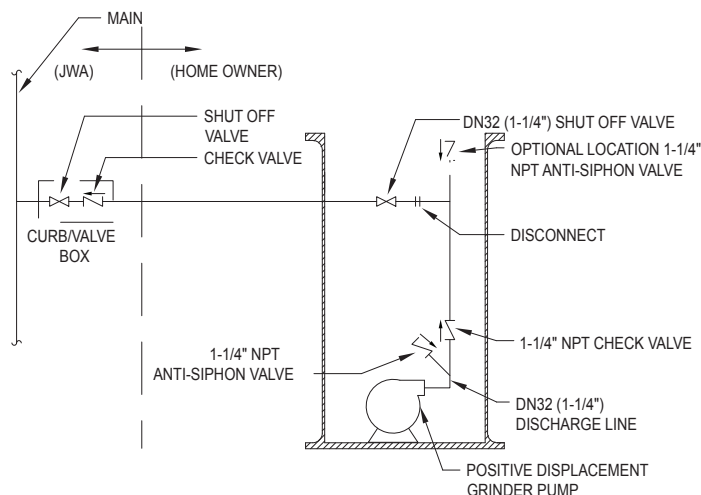 MAIN
(JWA)
(HOME OWNER)
SHUT OFF
VALVE
CHECK VALVE
CURB/VALVE
BOX
DN32 (1-1/4") SHUT OFF VALVE
OPTIONAL LOCATION 1-1/4"
NPT ANTI-SIPHON VALVE
DISCONNECT
1-1/4" NPT CHECK VALVE
1-1/4" NPT
ANTI-SIPHON VALVE
DN32 (1-1/4")
DISCHARGE LINE
POSITIVE DISPLACEMENT
GRINDER PUMP